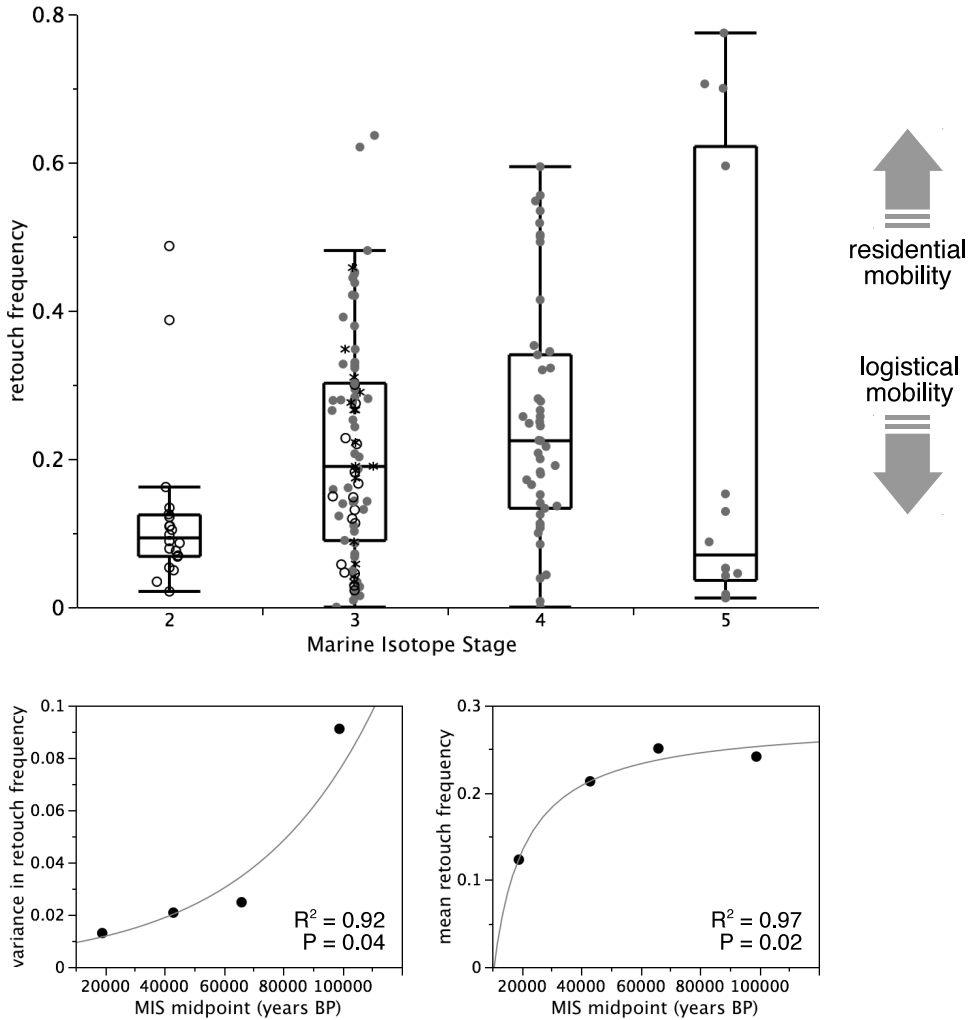 0.8
0.6
0.4
0.2
0
retouch frequency
2 3 4 5
Marine Isotope Stage
residential
mobility
logistical
mobility
0.1
0.08
0.06
0.04
0.02
0
variance in retouch frequency
R² = 0.92
P = 0.04
20000 40000 60000 80000 100000
MIS midpoint (years BP)
0.3
0.2
0.1
0
mean retouch frequency
R² = 0.97
P = 0.02
20000 40000 60000 80000 100000
MIS midpoint (years BP)